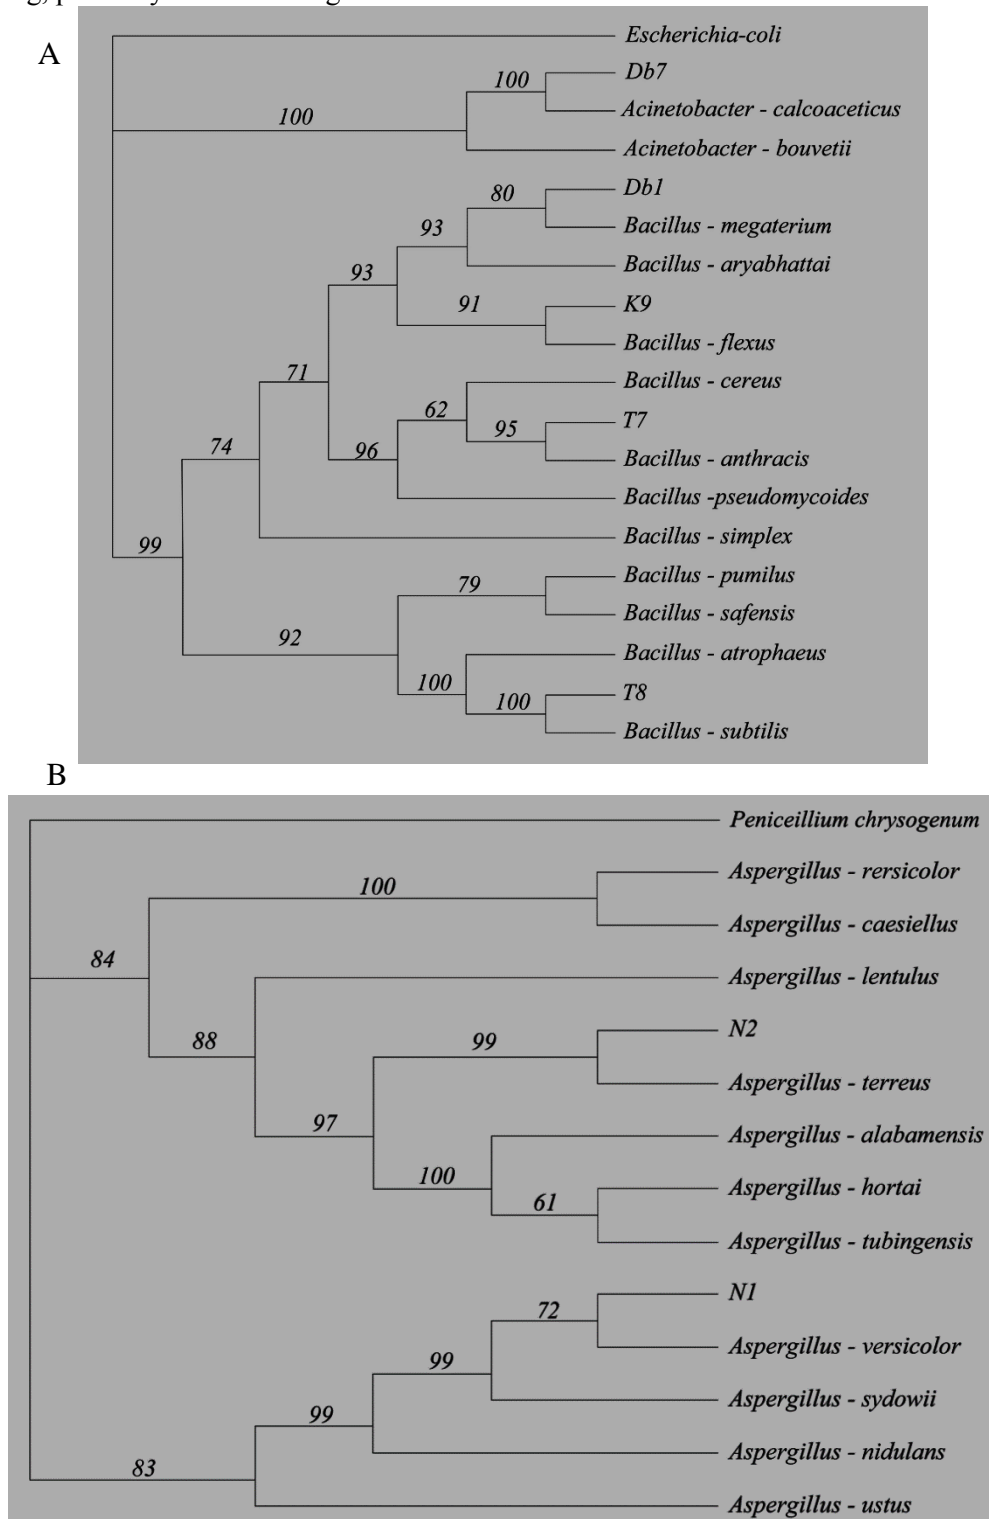 A
Escherichia-coli
Db7
100
Acinetobacter - calcoaceticus
100
Acinetobacter - bouvetii
Db1
80
Bacillus - megaterium
93
Bacillus - aryabhattai
93
K9
91
Bacillus - flexus
Bacillus - cereus
71
62
T7
95
74
96
Bacillus - anthracis
Bacillus -pseudomycoides
Bacillus - simplex
99
Bacillus - pumilus
79
Bacillus - safensis
92
Bacillus - atrophaeus
100
T8
100
Bacillus - subtilis
B
Peniceillium chrysogenum
Aspergillus - rersicolor
100
Aspergillus - caesiellus
84
Aspergillus - lentulus
N2
88
99
Aspergillus - terreus
97
Aspergillus - alabamensis
100
Aspergillus - hortai
61
Aspergillus - tubingensis
N1
72
Aspergillus - versicolor
99
Aspergillus - sydowii
99
Aspergillus - nidulans
83
Aspergillus - ustus